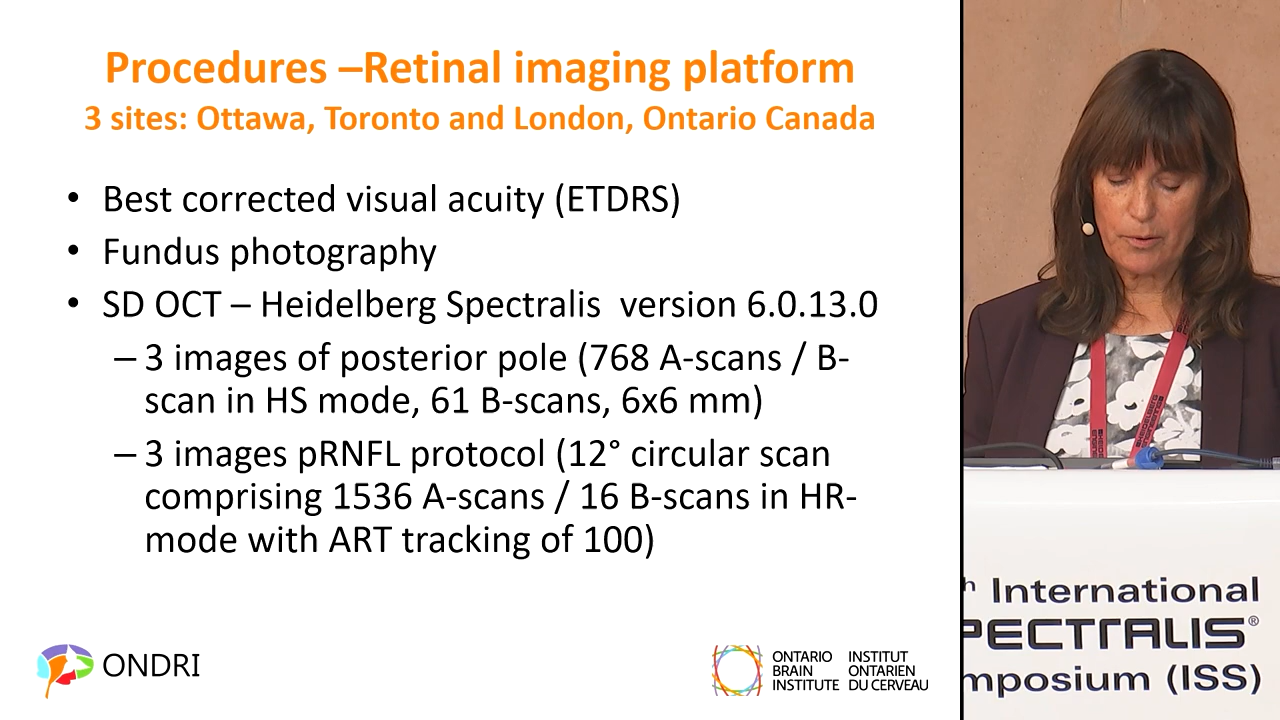 Procedures –Retinal imaging platform
3 sites: Ottawa, Toronto and London, Ontario Canada
• Best corrected visual acuity (ETDRS)
• Fundus photography
• SD OCT – Heidelberg Spectralis version 6.0.13.0
– 3 images of posterior pole (768 A-scans / B-
scan in HS mode, 61 B-scans, 6x6 mm)
– 3 images pRNFL protocol (12° circular scan
comprising 1536 A-scans / 16 B-scans in HR-
mode with ART tracking of 100)
ONDRI
ONTARIO
BRAIN
INSTITUTE
INSTITUT
ONTARIEN
DU CERVEAU
h International
PECTRALIS®
mposium (ISS)